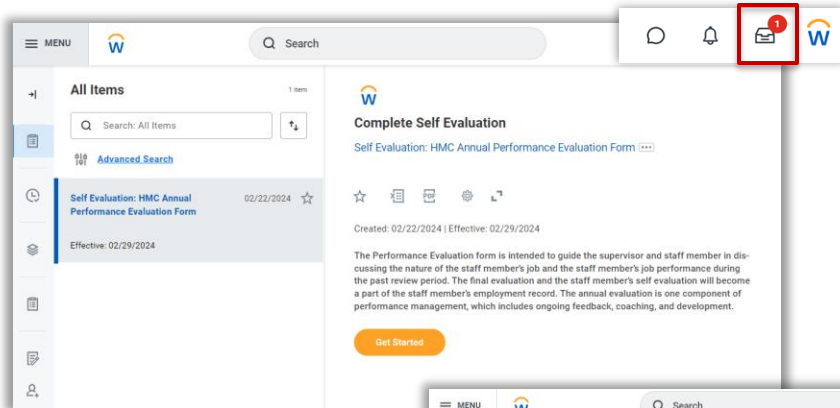 MENU
Search
1
All Items
1 item
Search: All Items
Advanced Search
Self Evaluation: HMC Annual
Performance Evaluation Form
02/22/2024
Effective: 02/29/2024
Complete Self Evaluation
Self Evaluation: HMC Annual Performance Evaluation Form
PDF
Created: 02/22/2024 | Effective: 02/29/2024
The Performance Evaluation form is intended to guide the supervisor and staff member in dis-
cussing the nature of the staff member's job and the staff member's job performance during
the past review period. The final evaluation and the staff member's self evaluation will become
a part of the staff member's employment record. The annual evaluation is one component of
performance management, which includes ongoing feedback, coaching, and development.
Get Started
MENU
Search